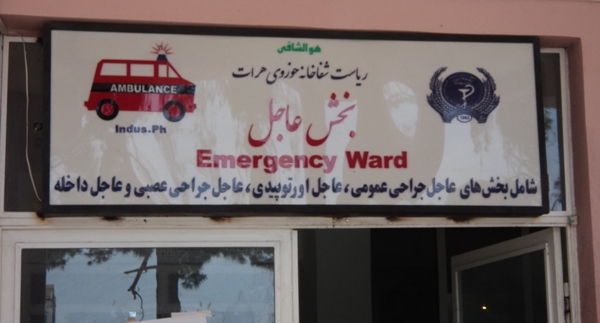 هوالشافی
ریاست شفاخانه حوزوی هرات
AMBULANCE
Indus.Ph
بخش عاجل
Emergency Ward
شامل بخش های عاجل جراحی عمومی، عاجل اورتوپیدی، عاجل جراحی عصبی و عاجل داخله